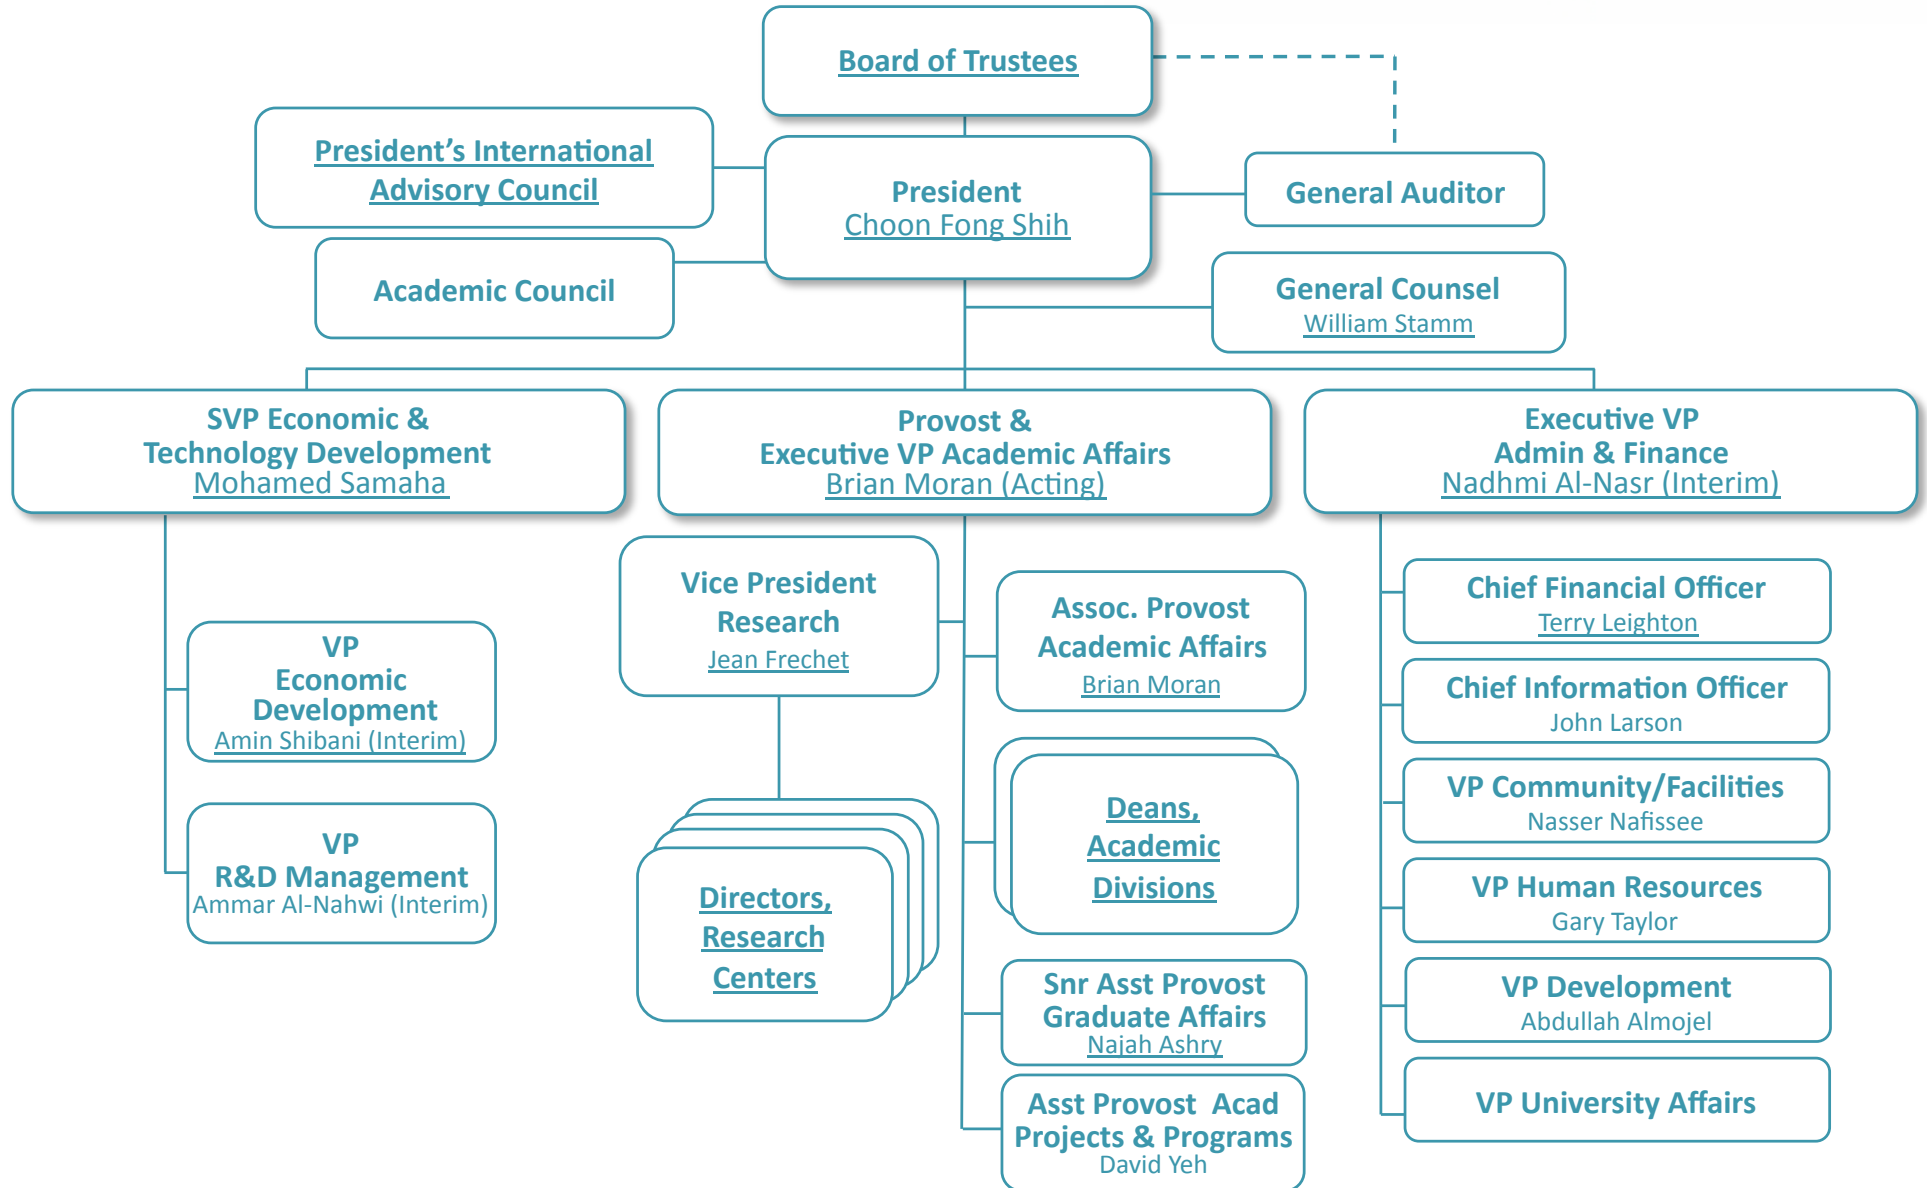 Board of Trustees
President’s International
Advisory Council
President
Choon Fong Shih
General Auditor
Academic Council
General Counsel
William Stamm
SVP Economic &
Technology Development
Mohamed Samaha
Provost &
Executive VP Academic Affairs
Brian Moran (Acting)
Executive VP
Admin & Finance
Nadhmi Al-Nasr (Interim)
VP
Economic
Development
Amin Shibani (Interim)
VP
R&D Management
Ammar Al-Nahwi (Interim)
Vice President
Research
Jean Frechet
Directors,
Research
Centers
Assoc. Provost
Academic Affairs
Brian Moran
Deans,
Academic
Divisions
Snr Asst Provost
Graduate Affairs
Najah Ashry
Asst Provost Acad
Projects & Programs
David Yeh
Chief Financial Officer
Terry Leighton
Chief Information Officer
John Larson
VP Community/Facilities
Nasser Nafissee
VP Human Resources
Gary Taylor
VP Development
Abdullah Almojel
VP University Affairs